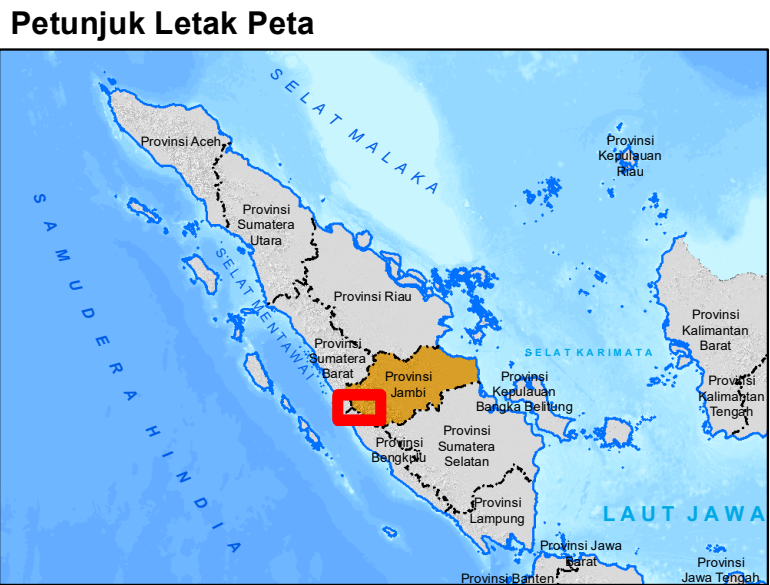 Petunjuk Letak Peta
SELAT MALAKA
Provinsi Aceh
Provinsi
Kepulauan
Riau
Provinsi
Sumatera
Utara
SAMUDERA HINDIA
SELAT MENTAWAI
Provinsi Riau
Provinsi
Kalimantan
Barat
Provinsi
Sumatera
Barat
SELAT KARIMATA
Provinsi
Jambi
Provinsi
Kepulauan
Bangka Belitung
Provinsi
Kalimantan
Tengah
Provinsi
Sumatera
Selatan
Provinsi
Bengkulu
Provinsi
Lampung
LAUT JAWA
Provinsi Jawa
Barat
Provinsi Banten
Provinsi
Jawa Tengah